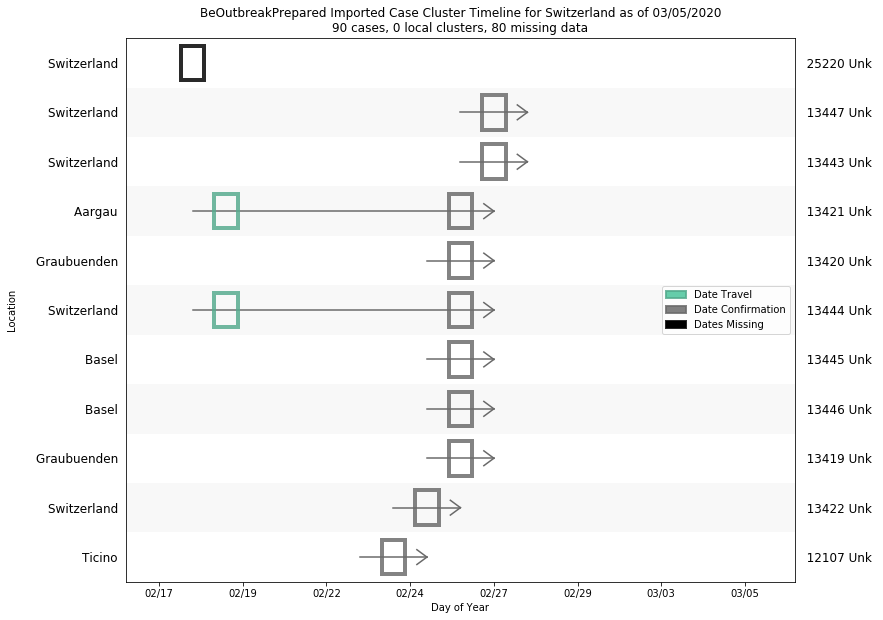 BeOutbreakPrepared Imported Case Cluster Timeline for Switzerland as of 03/05/2020
90 cases, 0 local clusters, 80 missing data
Switzerland 25220 Unk
Switzerland 13447 Unk
Switzerland 13443 Unk
Aargau 13421 Unk
Graubuenden 13420 Unk
Switzerland 13444 Unk
Basel 13445 Unk
Basel 13446 Unk
Graubuenden 13419 Unk
Switzerland 13422 Unk
Ticino 12107 Unk
Location
Date Travel
Date Confirmation
Dates Missing
02/17 02/19 02/22 02/24 02/27 02/29 03/03 03/05
Day of Year